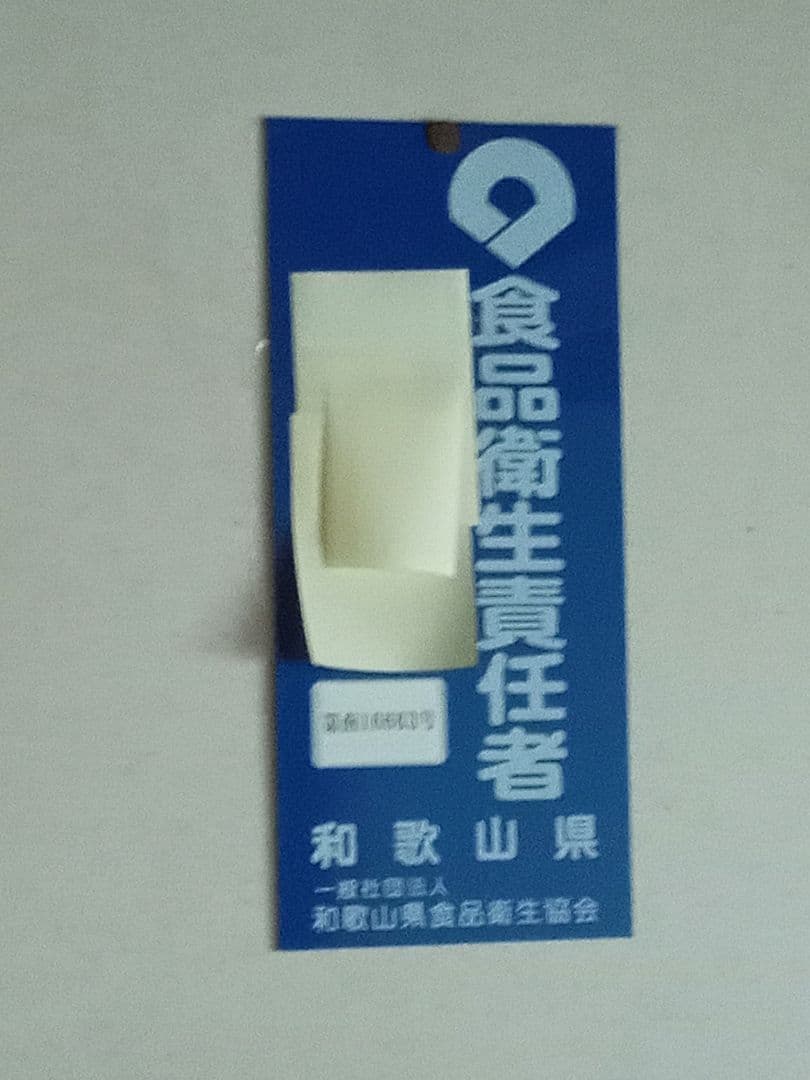 食品衛生責任者
和歌山県
一般社団法人
和歌山県食品衛生協会